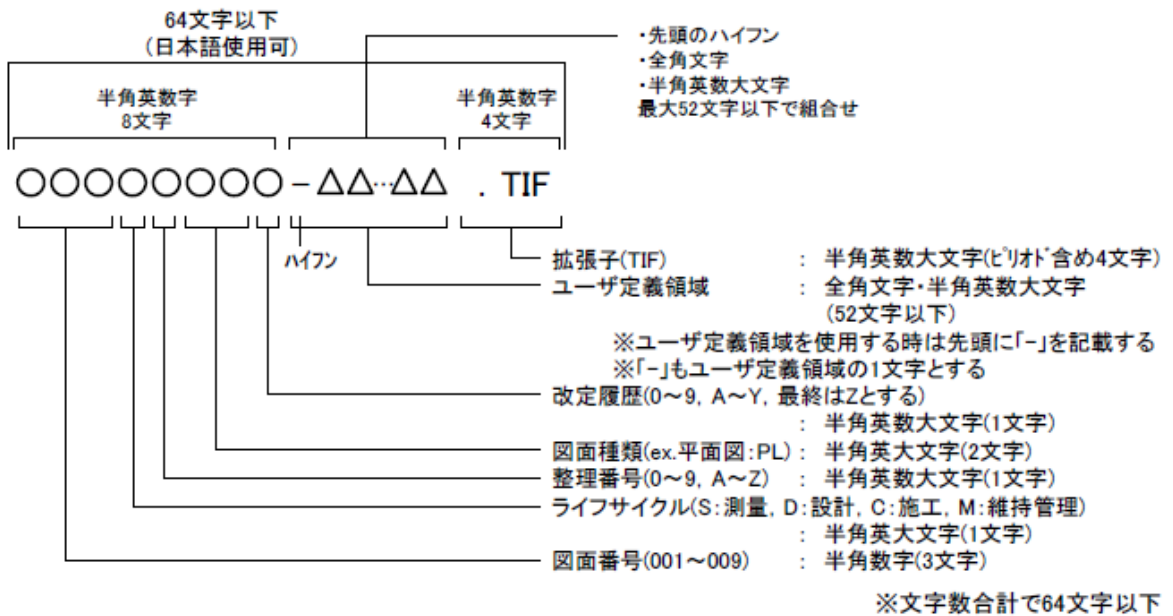 64文字以下
(日本語使用可)
・先頭のハイフン
・全角文字
・半角英数大文字
最大52文字以下で組合せ
半角英数字
8文字
半角英数字
4文字
○○○○○○○○-△△…△△ . TIF
ハイフン
拡張子(TIF) : 半角英数大文字(ピリオド含め4文字)
ユーザ定義領域 : 全角文字・半角英数大文字
(52文字以下)
※ユーザ定義領域を使用する時は先頭に「-」を記載する
※「-」もユーザ定義領域の1文字とする
改定履歴(0~9, A~Y, 最終はZとする)
: 半角英数大文字(1文字)
図面種類(ex.平面図:PL) : 半角英大文字(2文字)
整理番号(0~9, A~Z) : 半角英数大文字(1文字)
ライフサイクル(S:測量, D:設計, C:施工, M:維持管理)
: 半角英大文字(1文字)
図面番号(001~009) : 半角数字(3文字)
※文字数合計で64文字以下